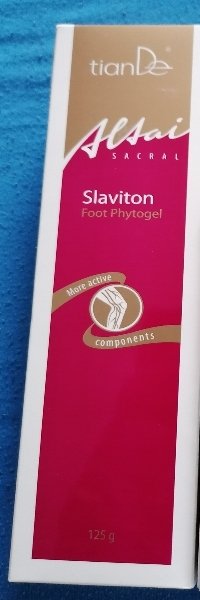 tianDe®
Altai
SACRAL
Slaviton
Foot Phytogel
More active
components
125 g